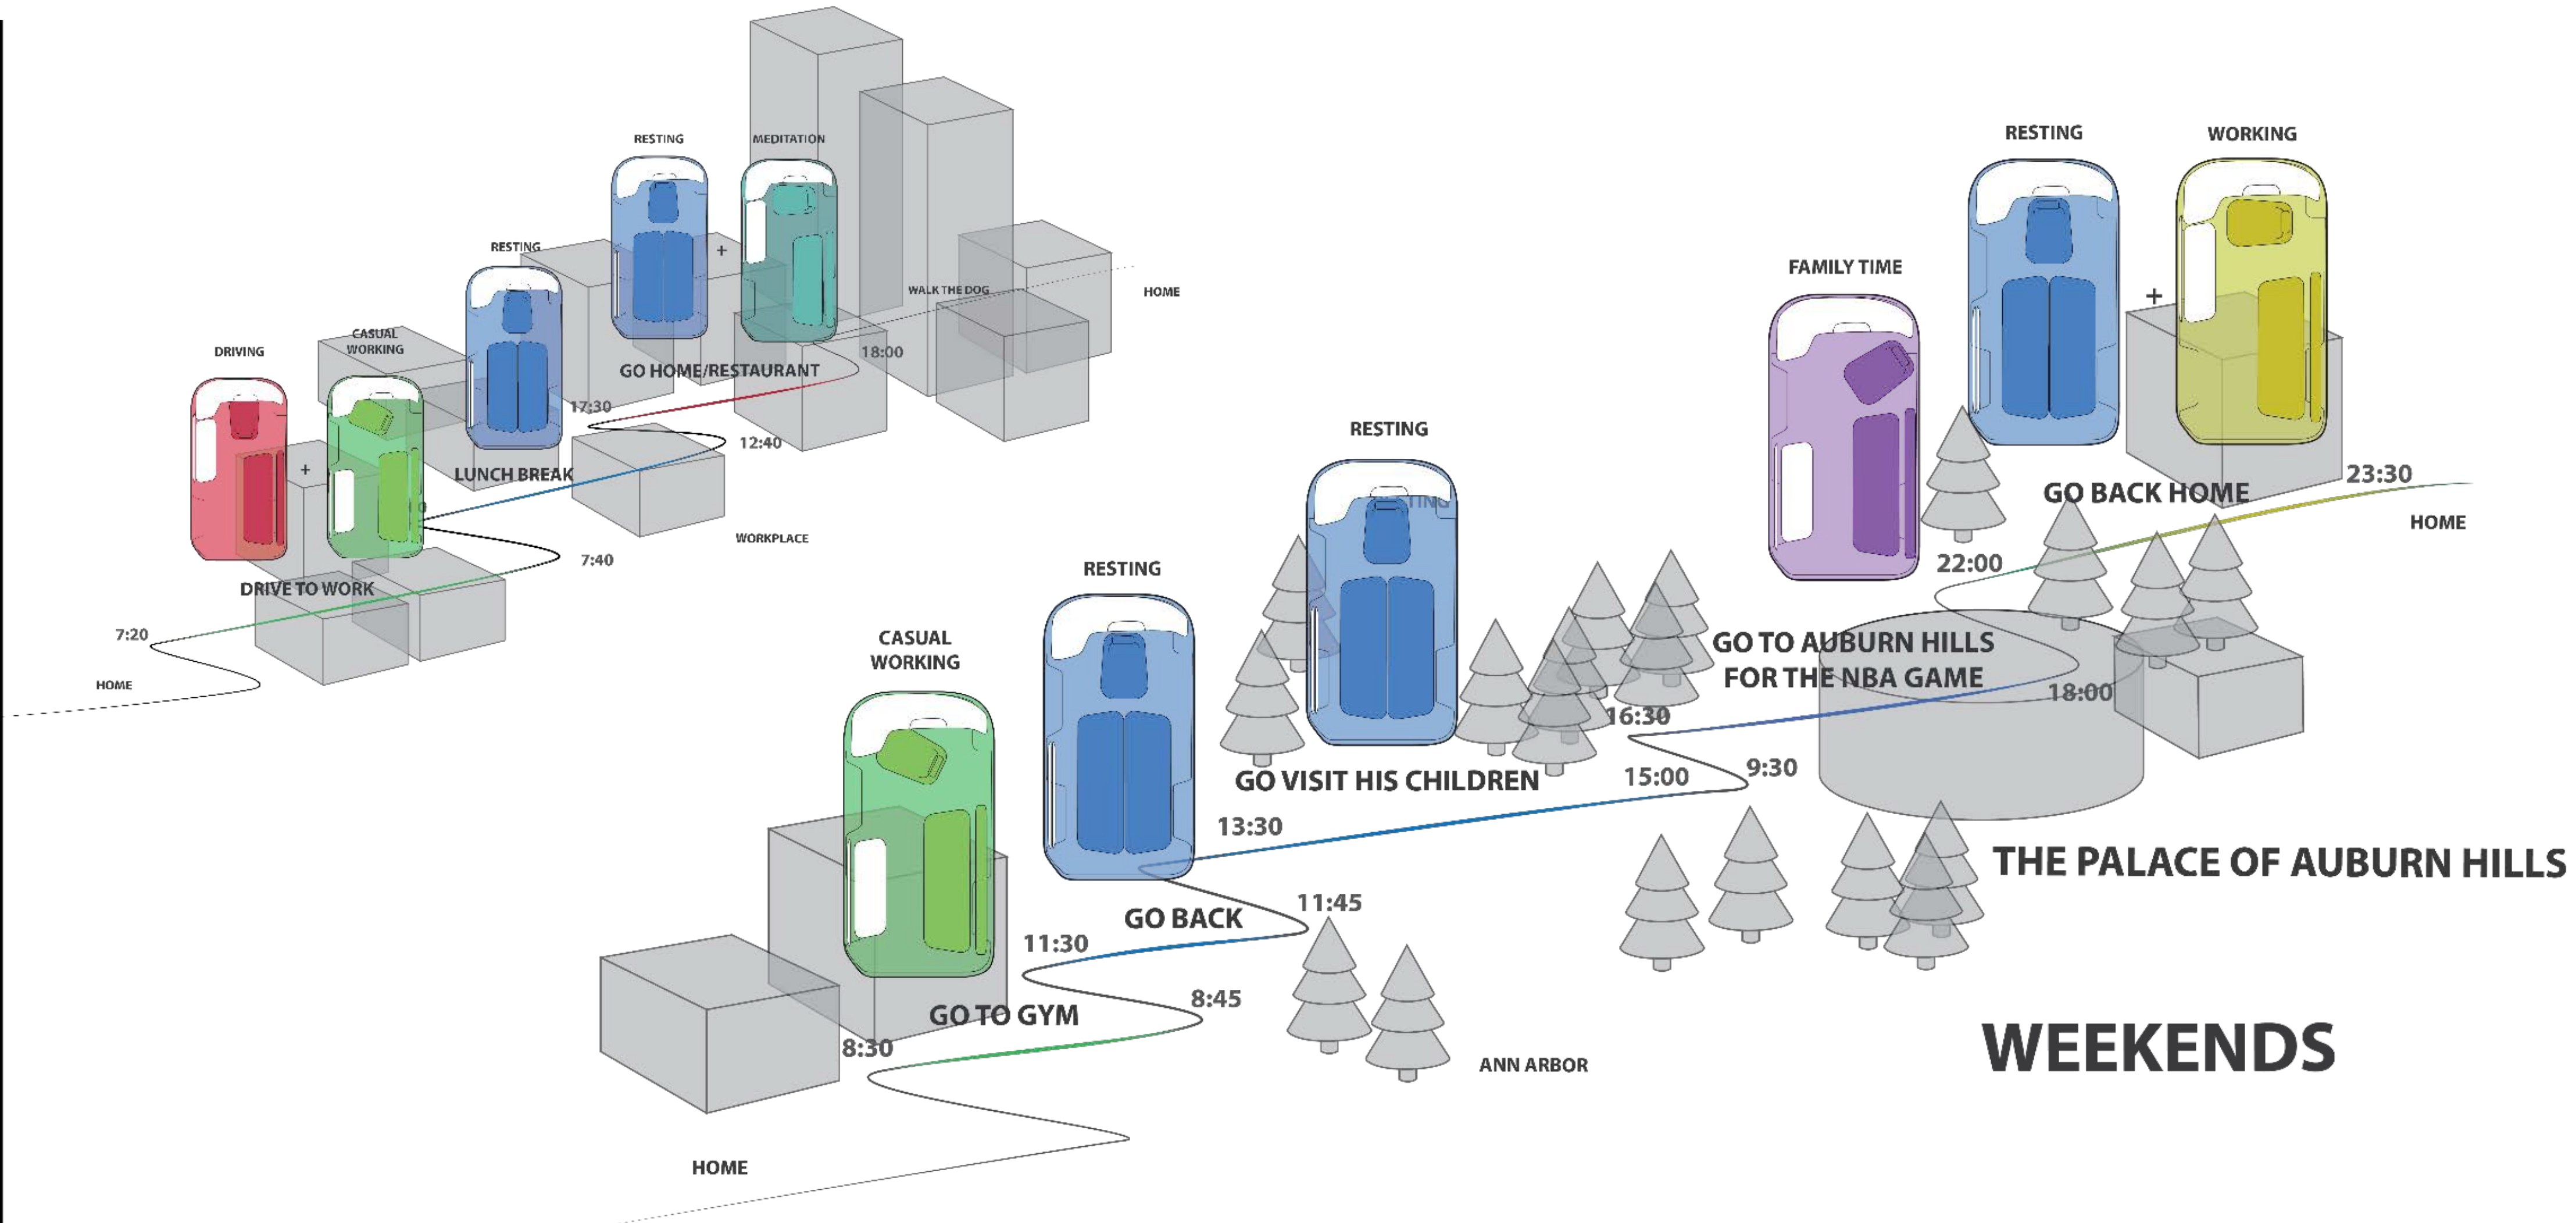 RESTING
MEDITATION
RESTING
+
WALK THE DOG
HOME
CASUAL
WORKING
DRIVING
18:00
GO HOME/RESTAURANT
17:30
12:40
+
LUNCH BREAK
WORKPLACE
7:40
DRIVE TO WORK
7:20
HOME
RESTING
WORKING
FAMILY TIME
+
GO BACK HOME
23:30
HOME
22:00
RESTING
GO TO AUBURN HILLS
FOR THE NBA GAME
18:00
16:30
GO VISIT HIS CHILDREN
15:00
9:30
13:30
RESTING
CASUAL
WORKING
THE PALACE OF AUBURN HILLS
11:45
GO BACK
11:30
8:45
GO TO GYM
8:30
ANN ARBOR
WEEKENDS
HOME